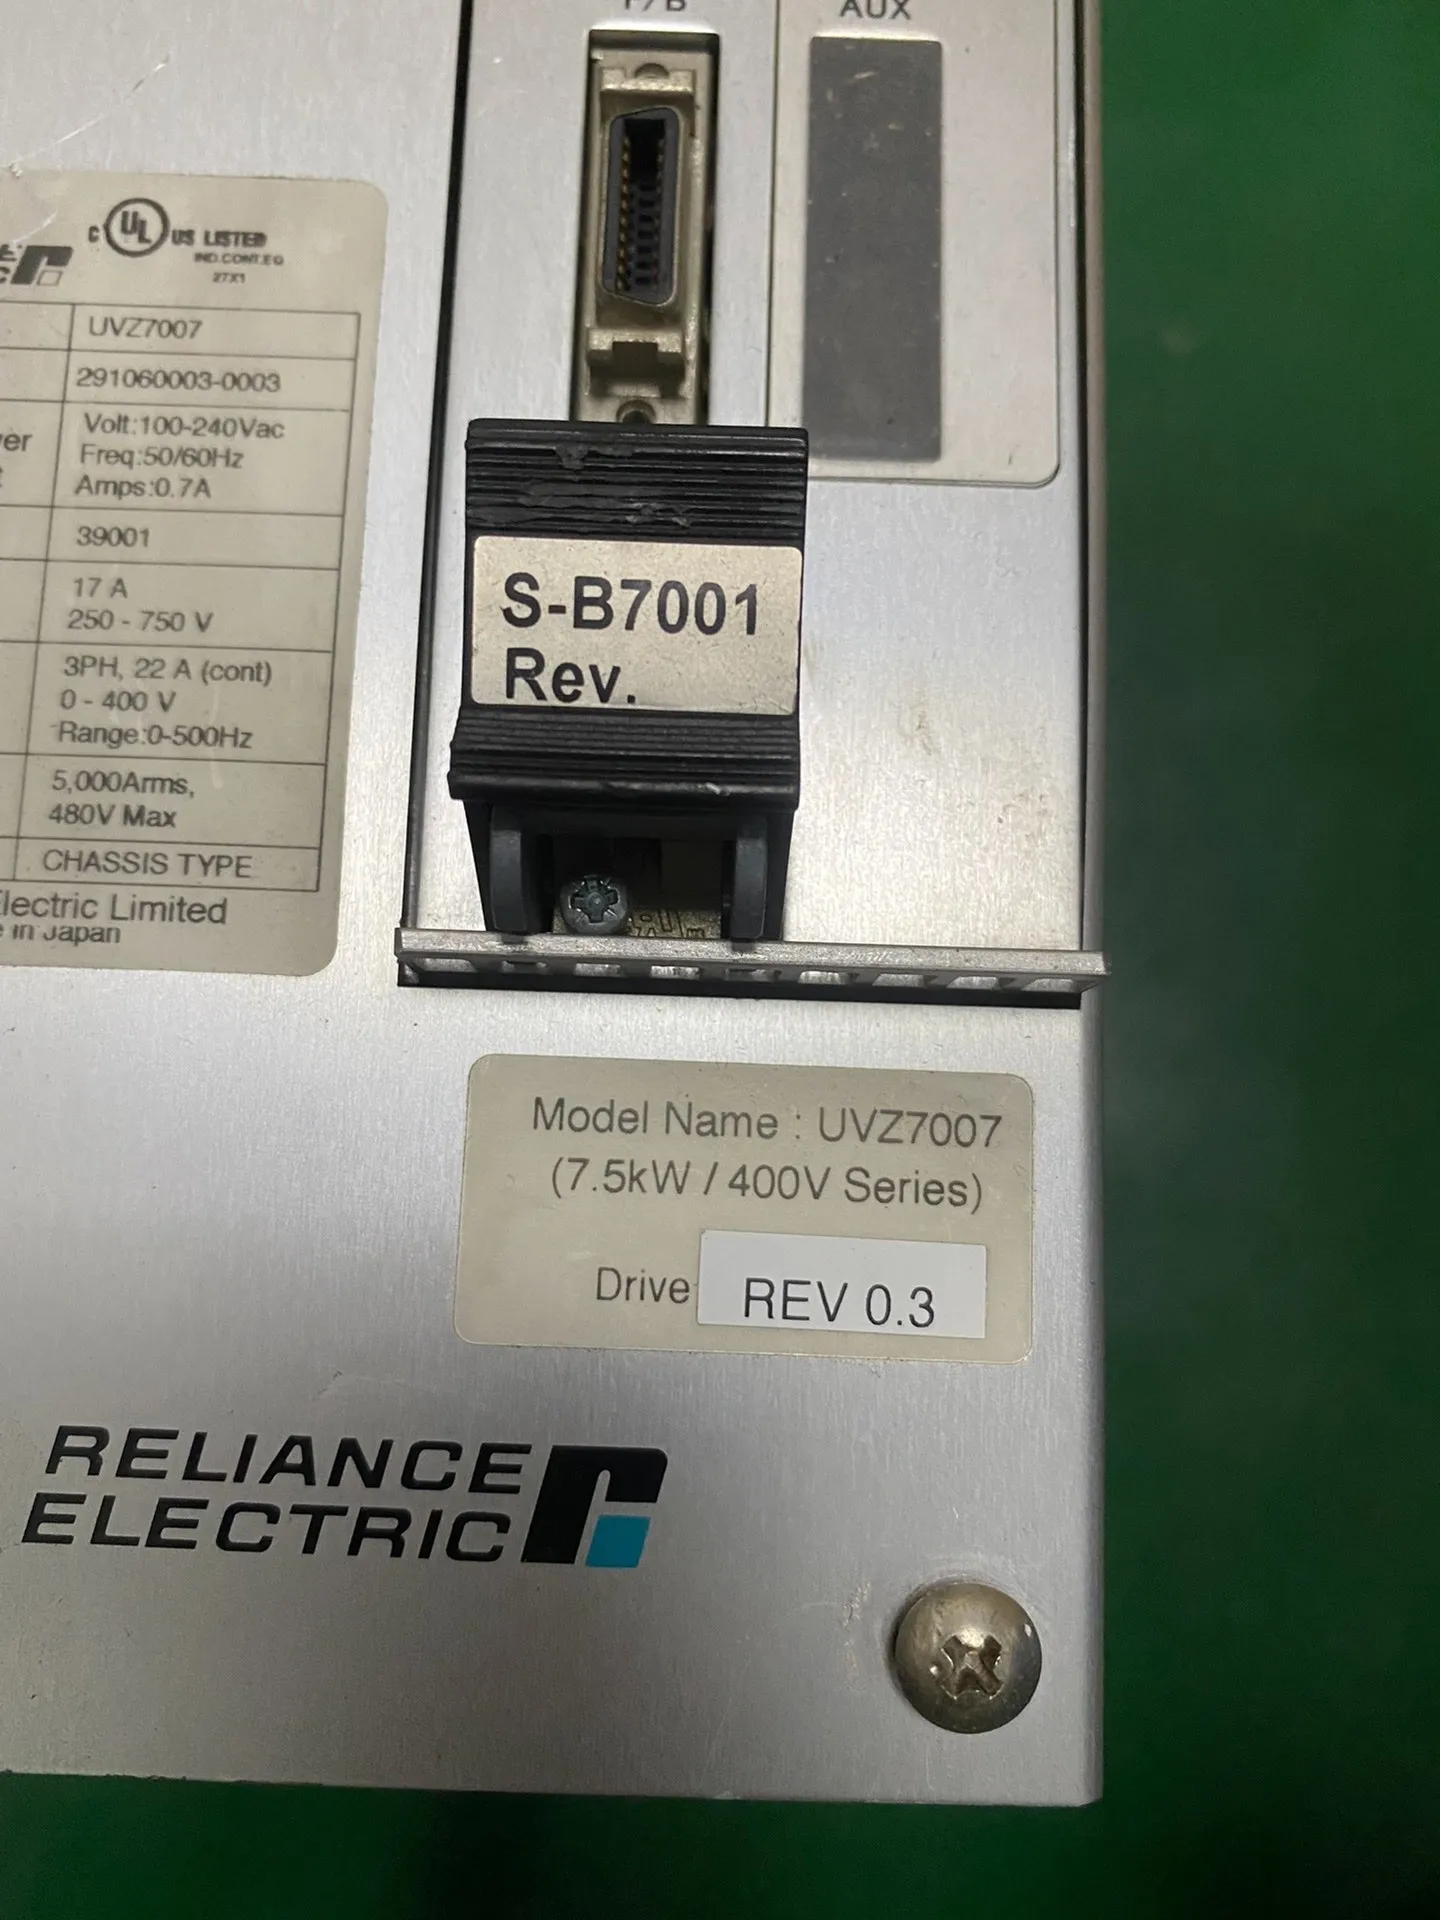 F/B
AUX
C UL US LISTED
IND.CONT.EQ
27X1
UVZ7007
291060003-0003
Volt:100-240Vac
Freq:50/60Hz
Amps:0.7A
39001
17 A
250 - 750 V
3PH, 22 A (cont)
0 - 400 V
Range:0-500Hz
5,000Arms,
480V Max
CHASSIS TYPE
Electric Limited
in Japan
S-B7001
Rev.
Model Name : UVZ7007
(7.5kW / 400V Series)
Drive REV 0.3
RELIANCE
ELECTRIC